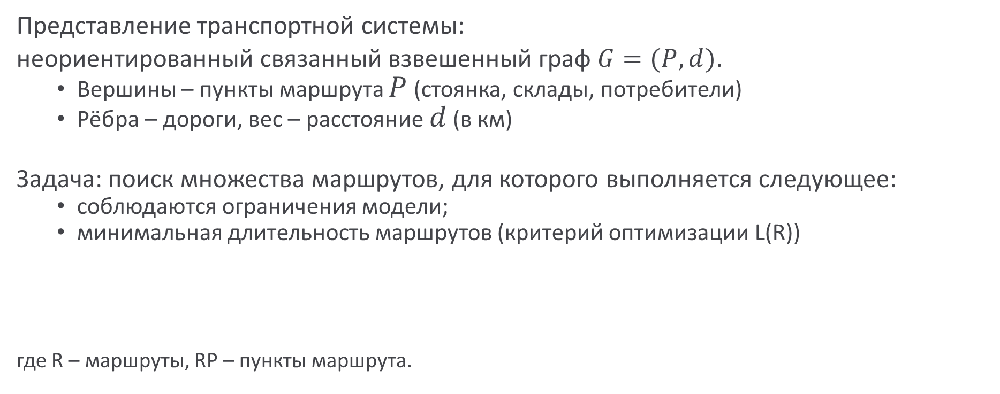 Представление транспортной системы:
неориентированный связанный взвешенный граф G = (P, d).
• Вершины – пункты маршрута P (стоянка, склады, потребители)
• Рёбра – дороги, вес – расстояние d (в км)
Задача: поиск множества маршрутов, для которого выполняется следующее:
• соблюдаются ограничения модели;
• минимальная длительность маршрутов (критерий оптимизации L(R))
где R – маршруты, RP – пункты маршрута.